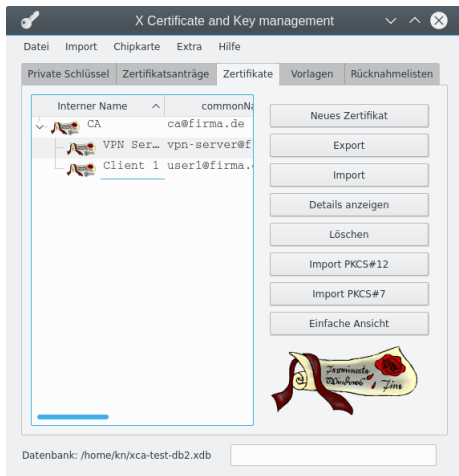 X Certificate and Key management
Datei Import Chipkarte Extra Hilfe
Private Schlüssel Zertifikatsanträge Zertifikate Vorlagen Rücknahmelisten
Interner Name commonNa
CA ca@firma.de
VPN Ser… vpn-server@f
Client 1 user1@firma.
Neues Zertifikat
Export
Import
Details anzeigen
Löschen
Import PKCS#12
Import PKCS#7
Einfache Ansicht
Datenbank: /home/kn/xca-test-db2.xdb